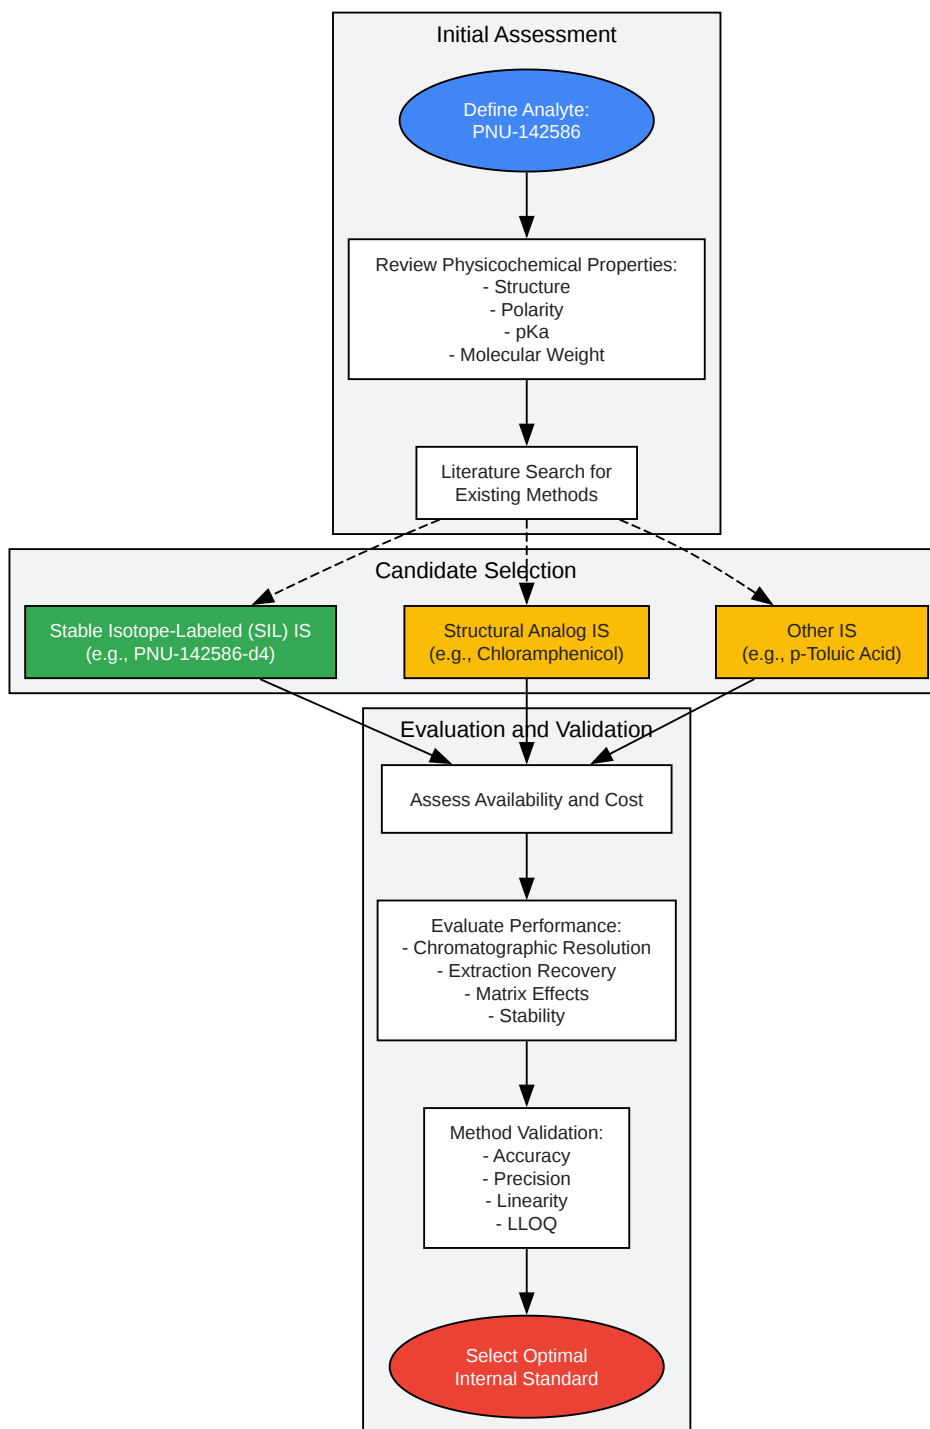 Initial Assessment
Define Analyte:
PNU-142586
Review Physicochemical Properties:
- Structure
- Polarity
- pKa
- Molecular Weight
Literature Search for
Existing Methods
Candidate Selection
Stable Isotope-Labeled (SIL) IS
(e.g., PNU-142586-d4)
Structural Analog IS
(e.g., Chloramphenicol)
Other IS
(e.g., p-Toluic Acid)
Evaluation and Validation
Assess Availability and Cost
Evaluate Performance:
- Chromatographic Resolution
- Extraction Recovery
- Matrix Effects
- Stability
Method Validation:
- Accuracy
- Precision
- Linearity
- LLOQ
Select Optimal
Internal Standard